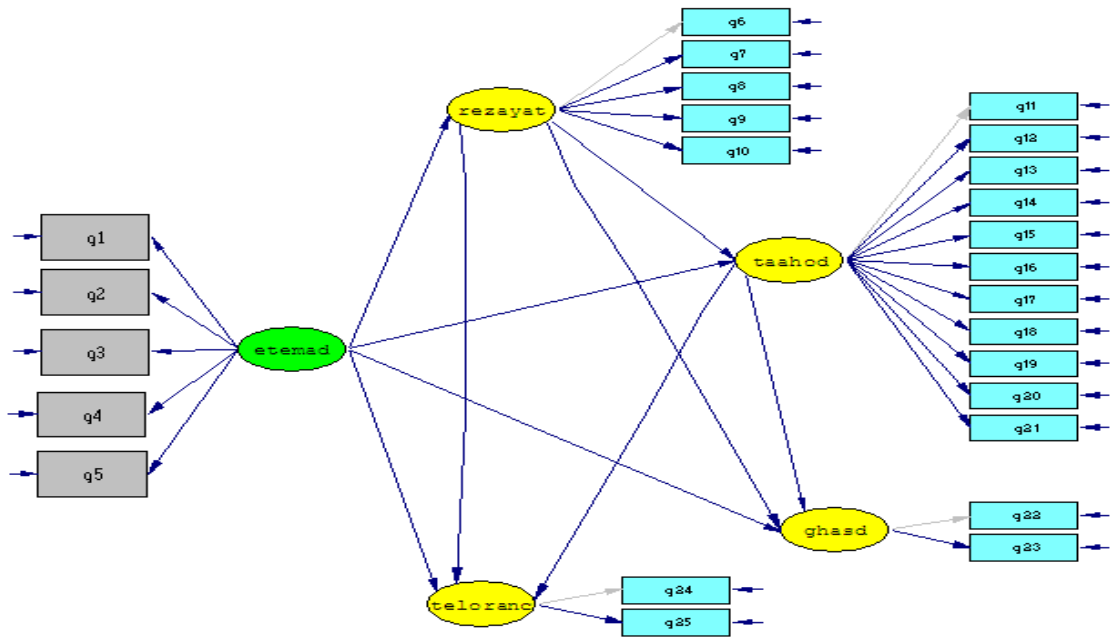 q6
q7
q8
q9
q10
rezayat
q11
q12
q13
q14
q15
q16
q17
q18
q19
q20
q21
taahod
q1
q2
q3
q4
q5
etemad
ghasd
q22
q23
teloranc
q24
q25